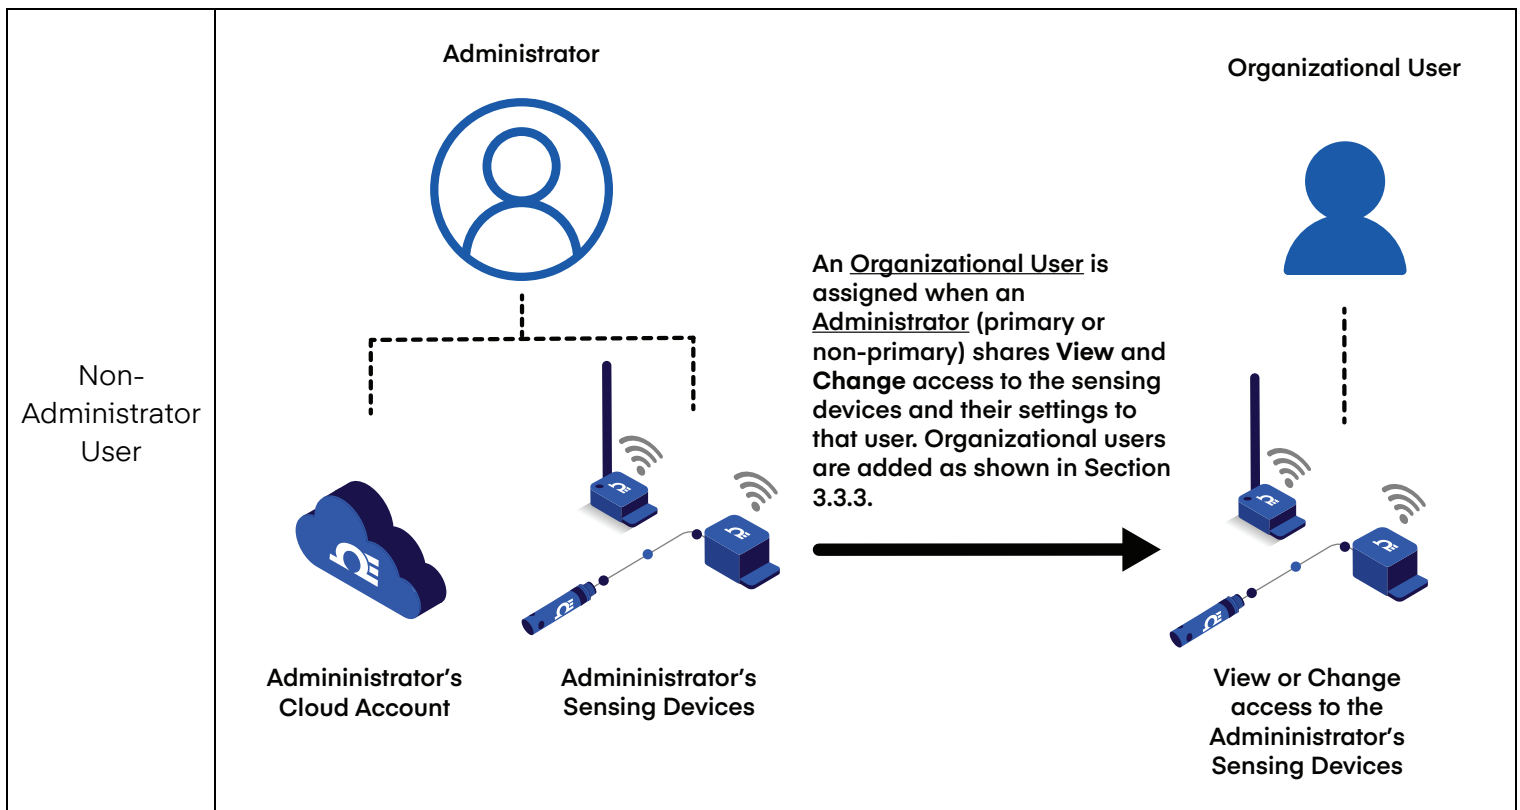 Non-
Administrator
User
Administrator
Organizational User
An Organizational User is
assigned when an
Administrator (primary or
non-primary) shares View and
Change access to the sensing
devices and their settings to
that user. Organizational users
are added as shown in Section
3.3.3.
Admininistrator's
Cloud Account
Admininistrator's
Sensing Devices
View or Change
access to the
Admininistrator's
Sensing Devices